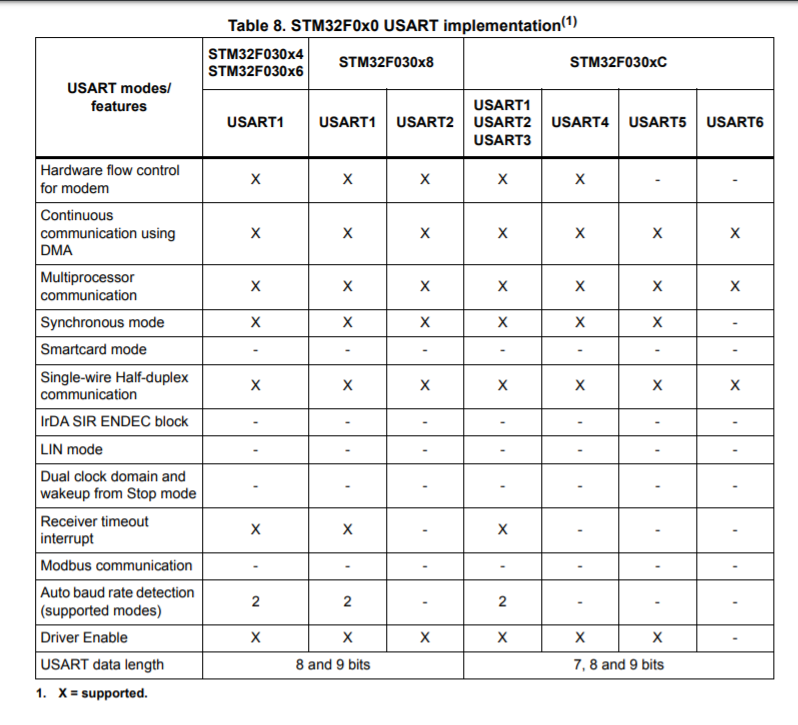 Table 8. STM32F0x0 USART implementation(1)
USART modes/
features
STM32F030x4
STM32F030x6
STM32F030x8
STM32F030xC
USART1
USART1
USART2
USART1
USART2
USART3
USART4
USART5
USART6
Hardware flow control
for modem
X X X X X - -
Continuous
communication using
DMA
X X X X X X X
Multiprocessor
communication
X X X X X X X
Synchronous mode X X X X X X -
Smartcard mode - - - - - - -
Single-wire Half-duplex
communication
X X X X X X X
IrDA SIR ENDEC block - - - - - - -
LIN mode - - - - - - -
Dual clock domain and
wakeup from Stop mode
- - - - - - -
Receiver timeout
interrupt
X X - X - - -
Modbus communication - - - - - - -
Auto baud rate detection
(supported modes)
2 2 - 2 - - -
Driver Enable X X X X X X -
USART data length 8 and 9 bits 7, 8 and 9 bits
1. X = supported.